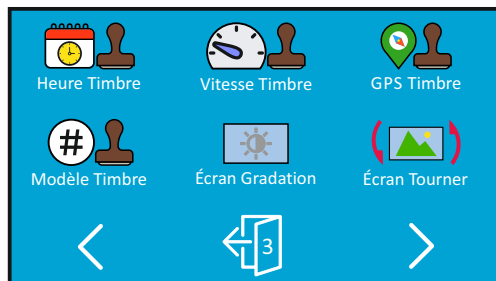 Heure Timbre Vitesse Timbre GPS Timbre
#
Modèle Timbre Écran Gradation Écran Tourner
3